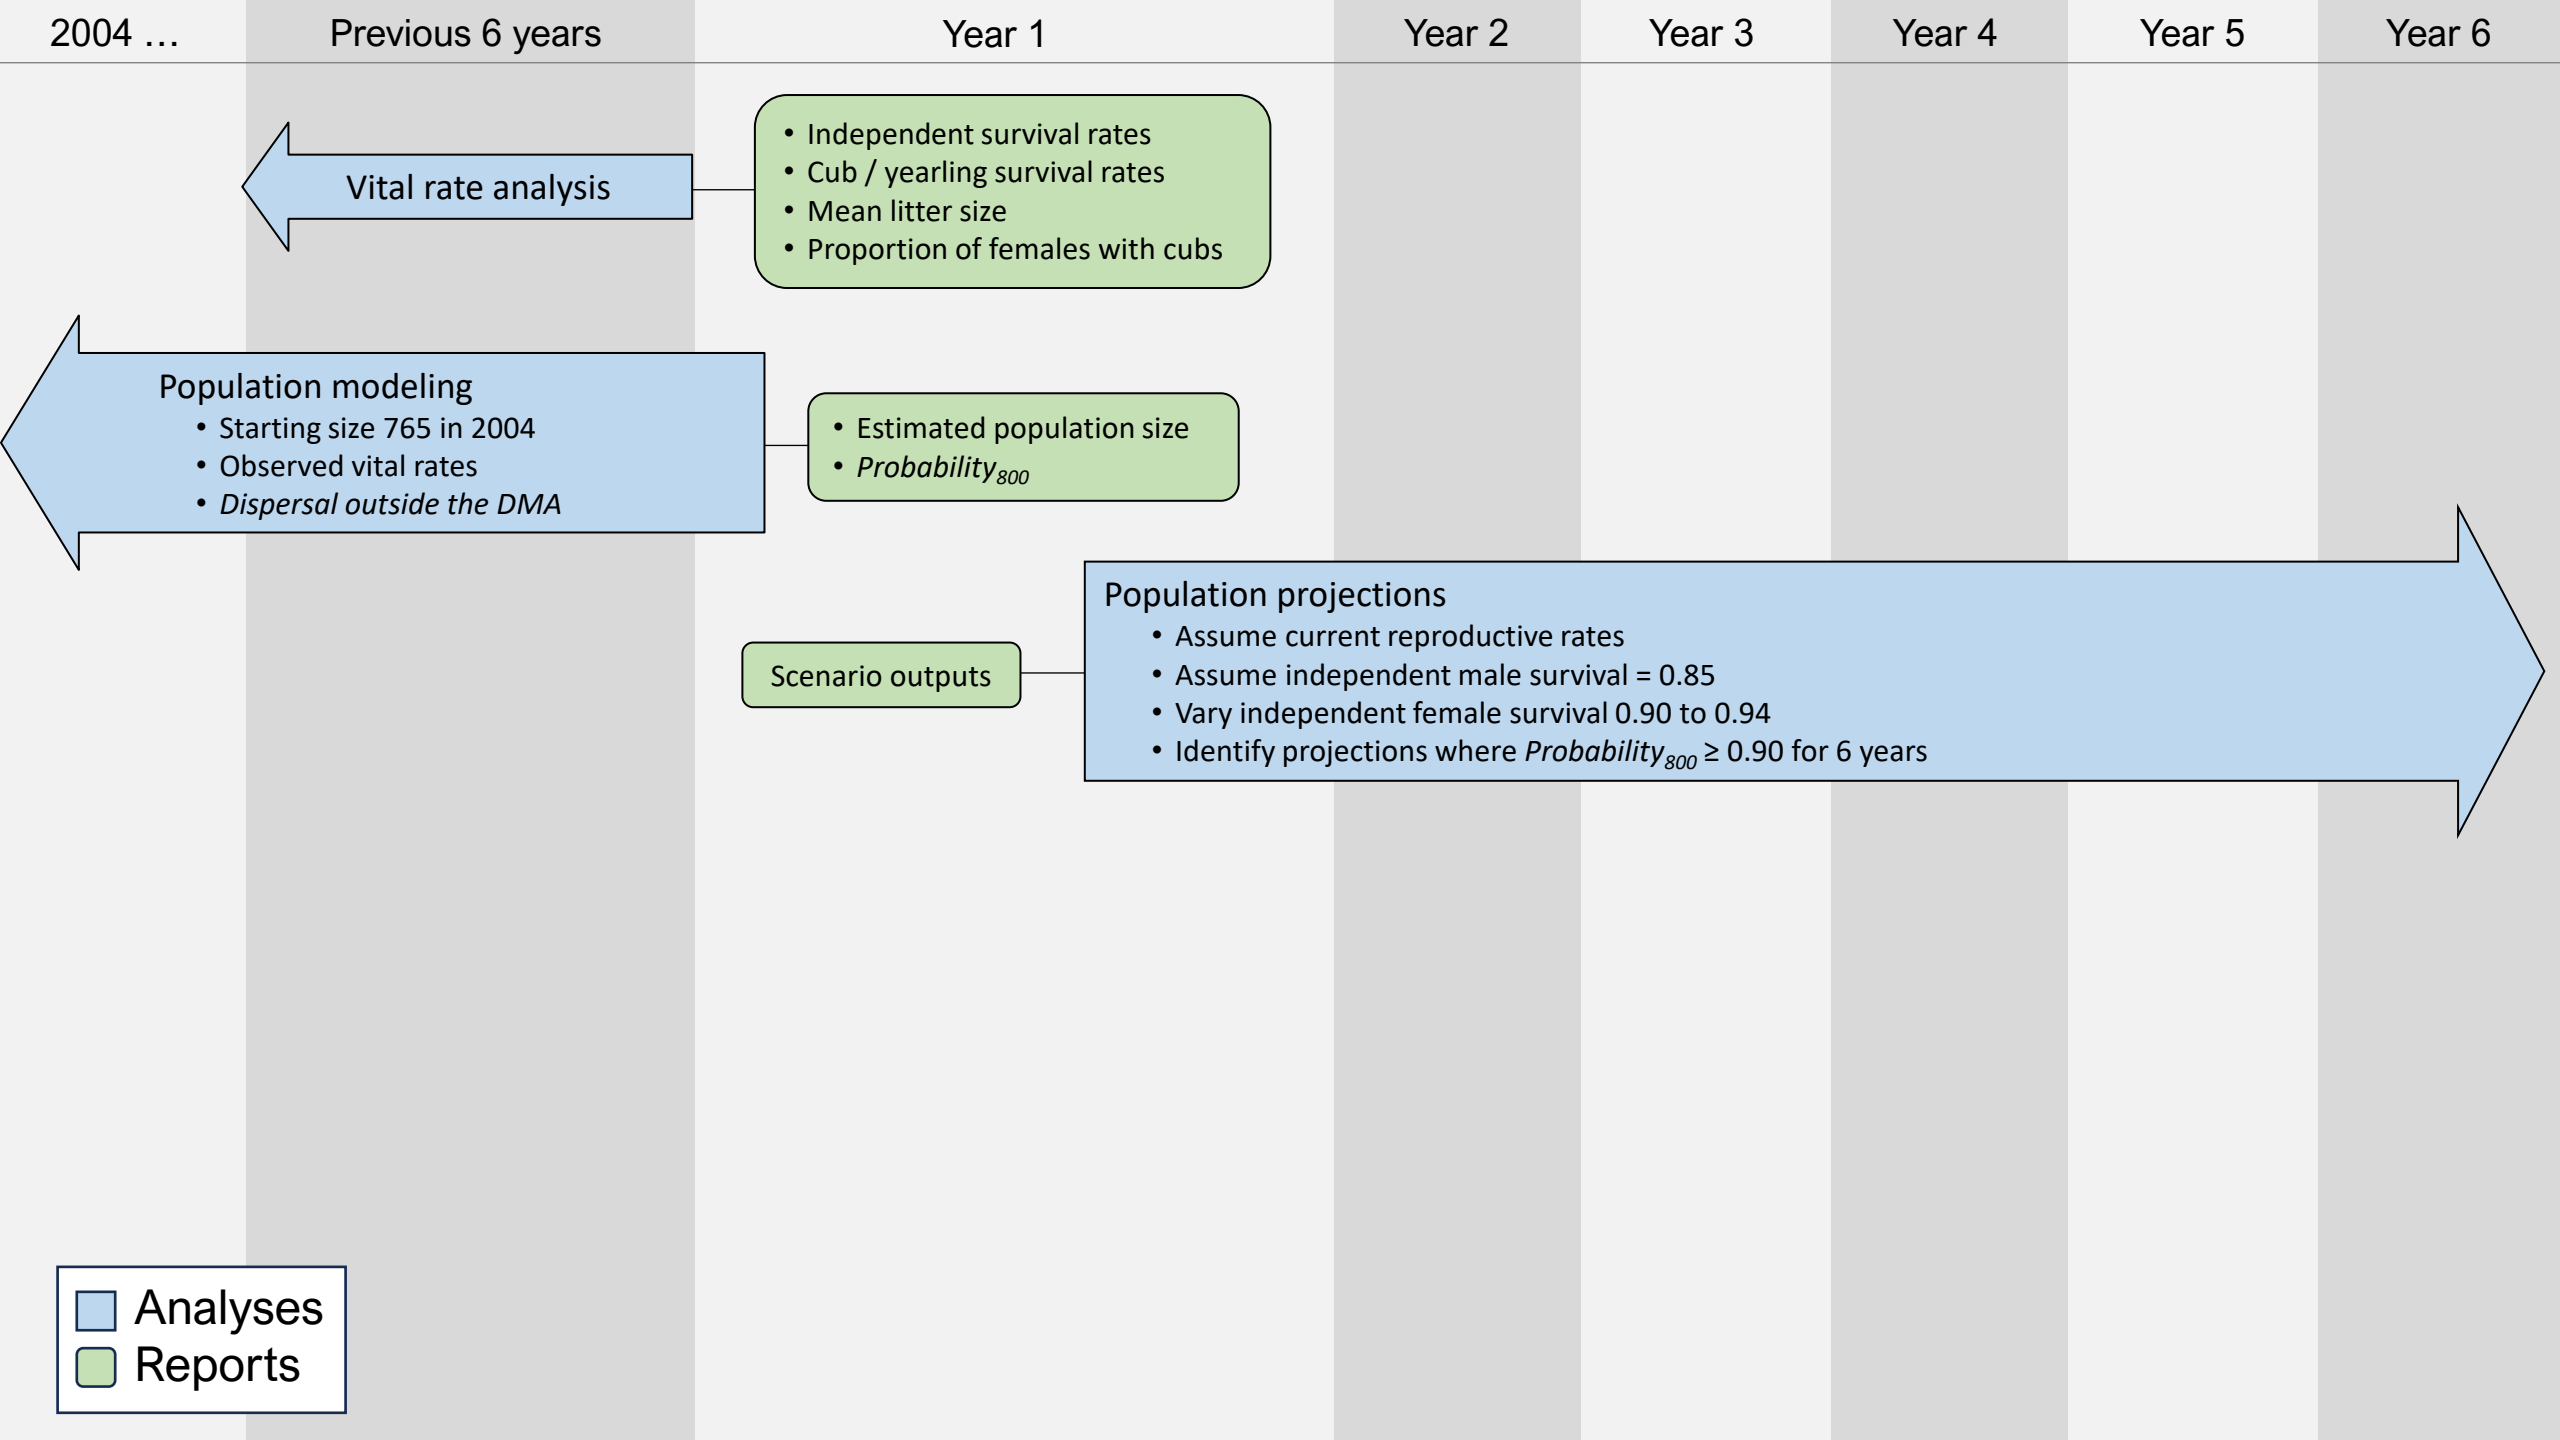 2004 … Previous 6 years Year 1 Year 2 Year 3 Year 4 Year 5 Year 6
Vital rate analysis
• Independent survival rates
• Cub / yearling survival rates
• Mean litter size
• Proportion of females with cubs
Population modeling
• Starting size 765 in 2004
• Observed vital rates
• Dispersal outside the DMA
• Estimated population size
• Probability800
Scenario outputs
Population projections
• Assume current reproductive rates
• Assume independent male survival = 0.85
• Vary independent female survival 0.90 to 0.94
• Identify projections where Probability800 ≥ 0.90 for 6 years
Analyses
Reports